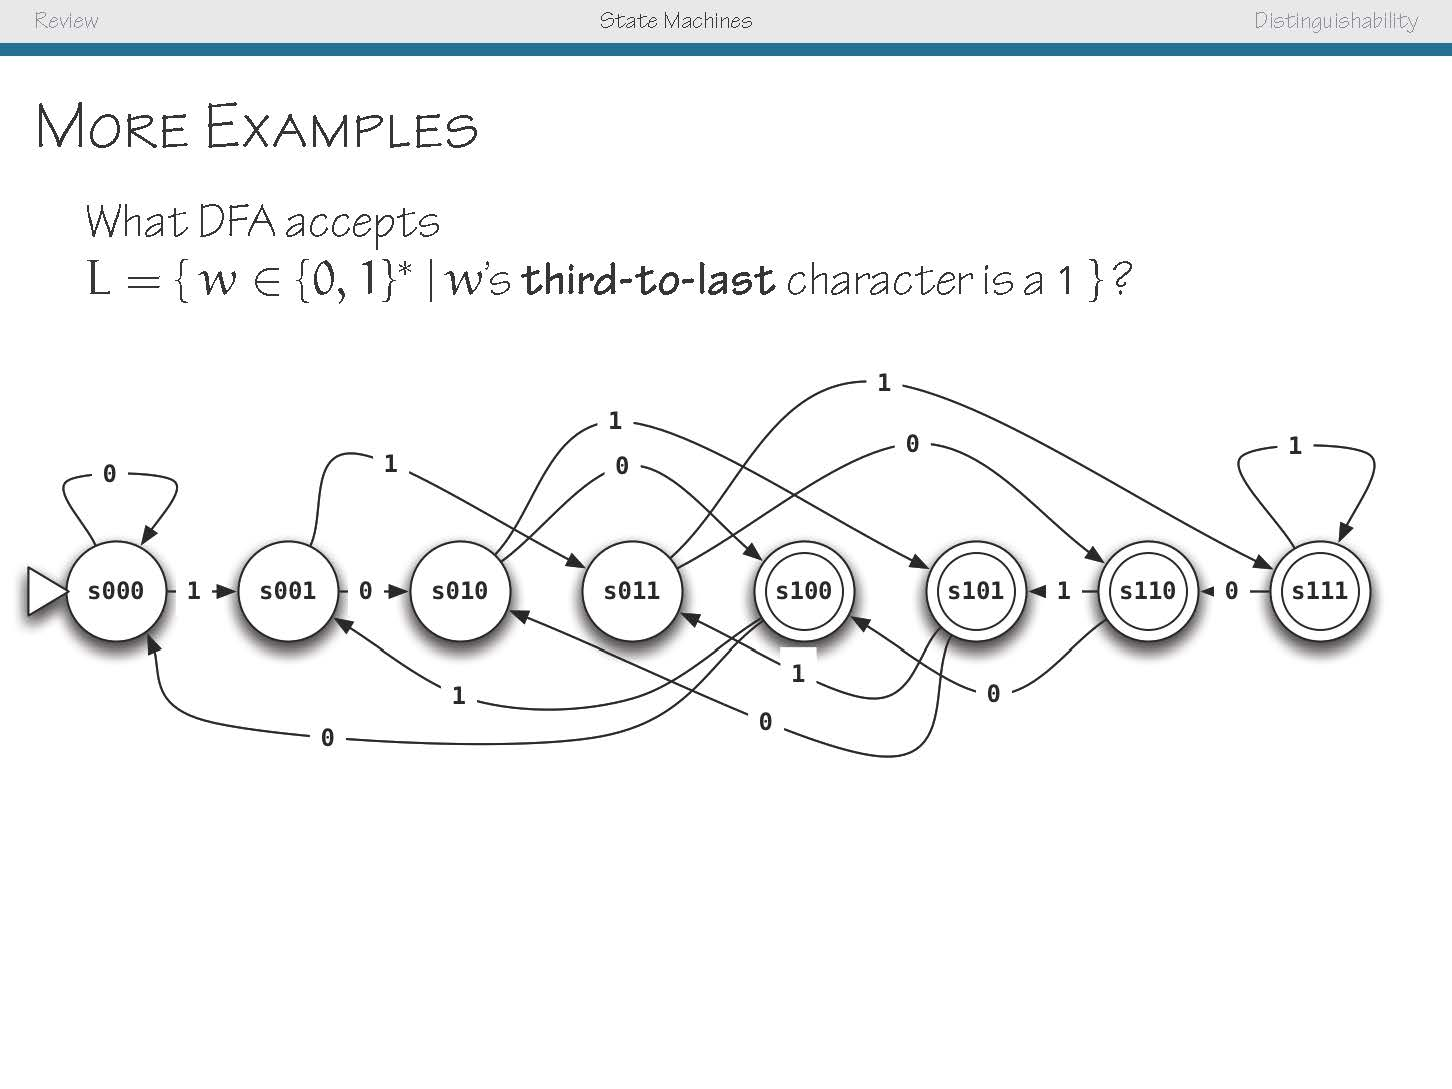 Review State Machines Distinguishability
MORE EXAMPLES
What DFA accepts
L = { w ∈ {0, 1}* | w's third-to-last character is a 1 }?
1
1
0
0
1
0
1
0
s000 1 s001 0 s010 s011 s100 s101 1 s110 0 s111
1
1
0
0
0